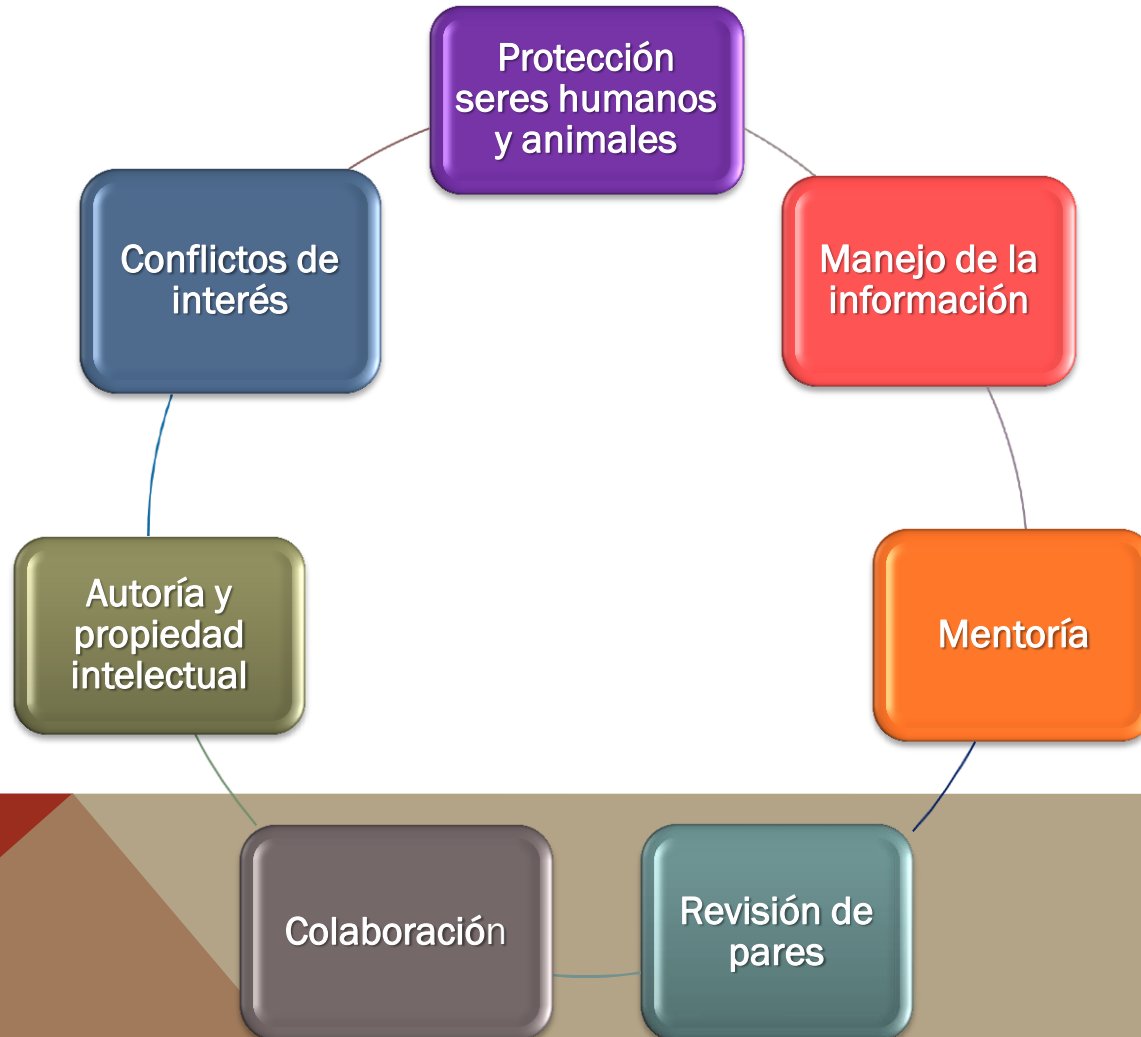 Protección
seres humanos
y animales
Manejo de la
información
Mentoría
Revisión de
pares
Colaboración
Autoría y
propiedad
intelectual
Conflictos de
interés